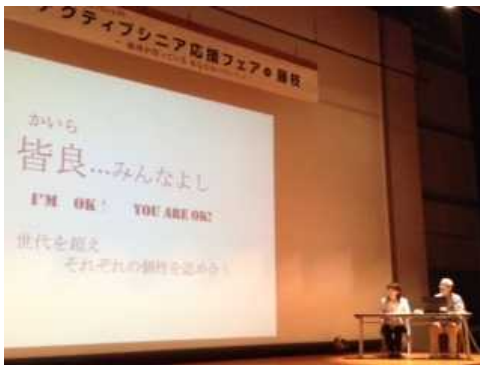 アクティブシニア応援フェア 藤枝
かいら
皆良...みんなよし
I'M OK! YOU ARE OK!
世代を超え
それぞれの個性を認め合う